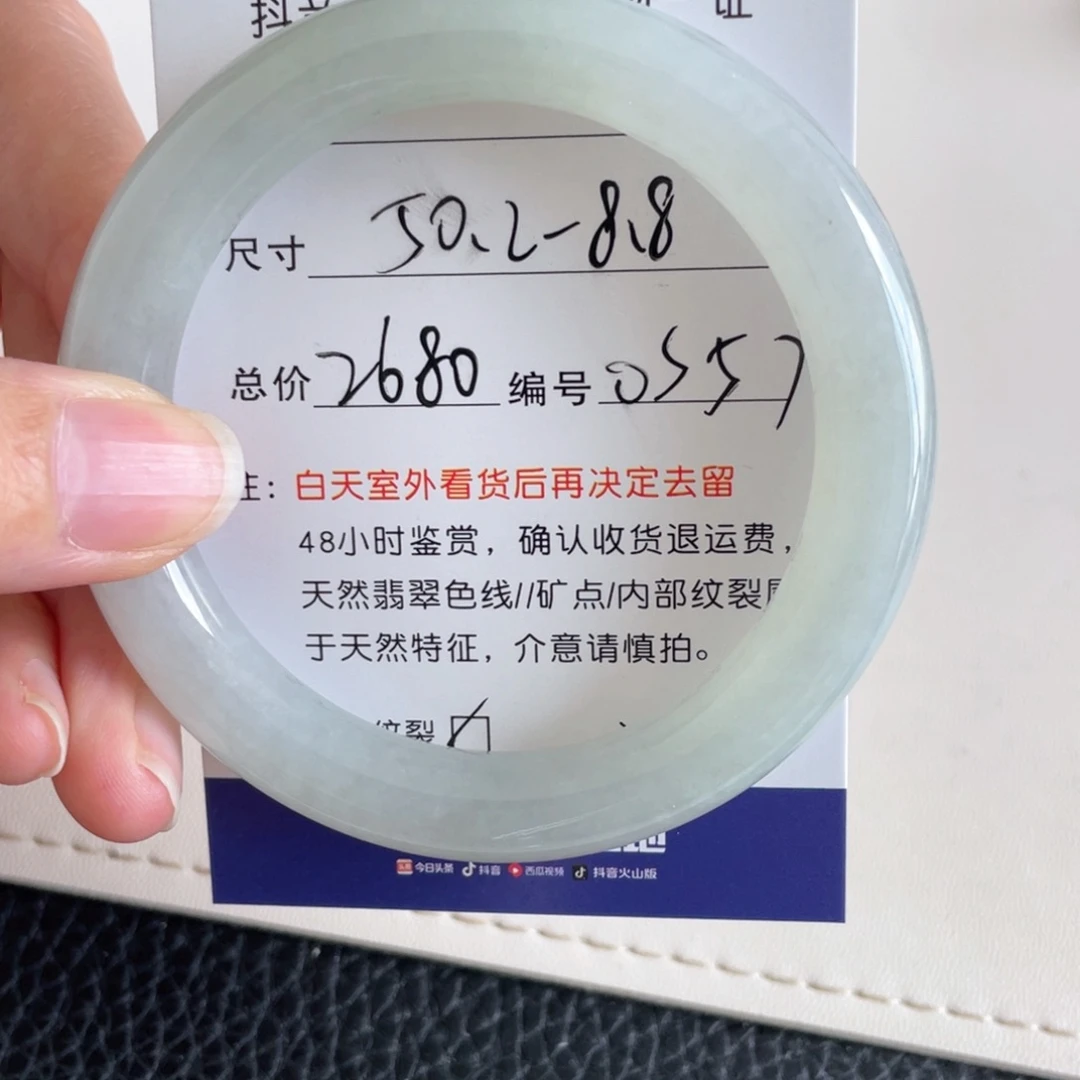 尺寸 50.2-8.8
总价 2680 编号 0557
注：白天室外看货后再决定去留
48小时鉴赏，确认收货退运费，
天然翡翠色线//矿点/内部纹裂属
于天然特征，介意请慎拍。
纹裂
今日头条 抖音 西瓜视频 抖音火山版